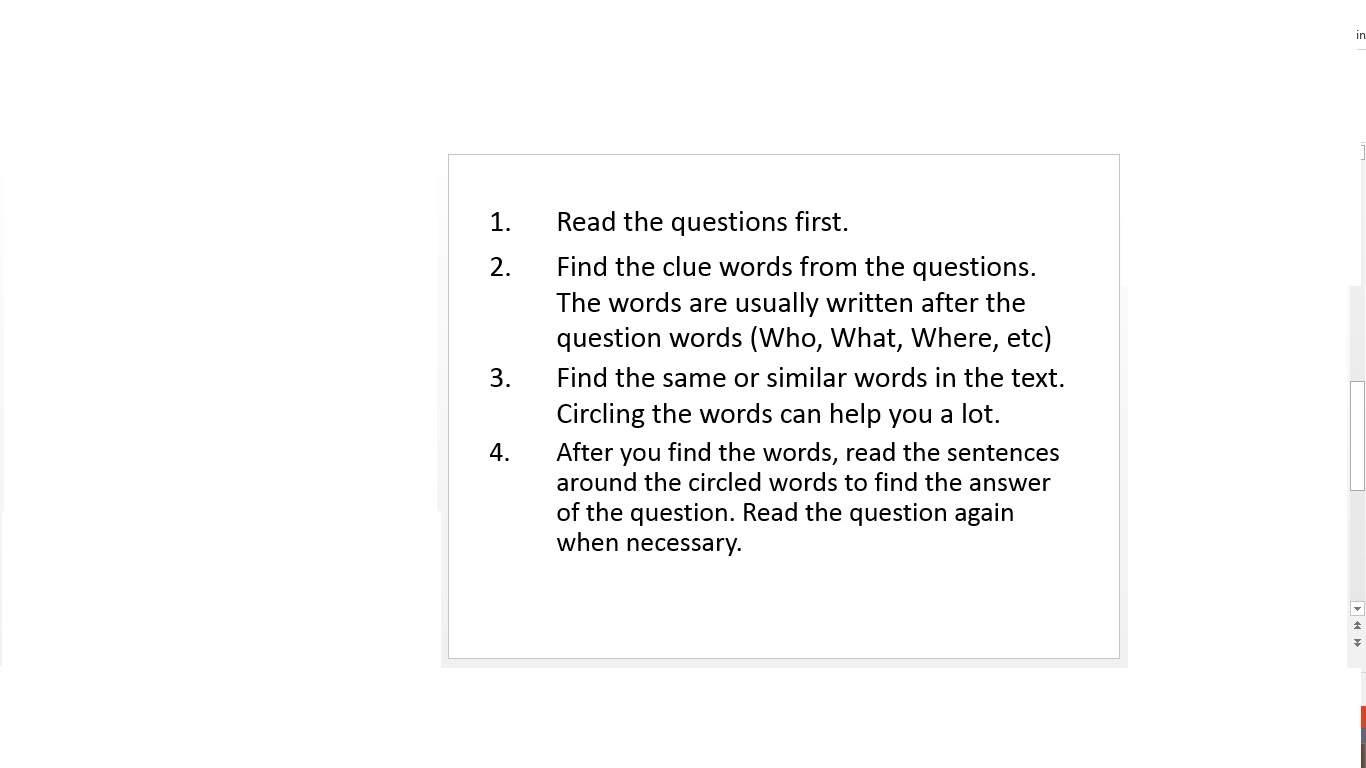 in
1. Read the questions first.
2. Find the clue words from the questions.
The words are usually written after the
question words (Who, What, Where, etc)
3. Find the same or similar words in the text.
Circling the words can help you a lot.
4. After you find the words, read the sentences
around the circled words to find the answer
of the question. Read the question again
when necessary.